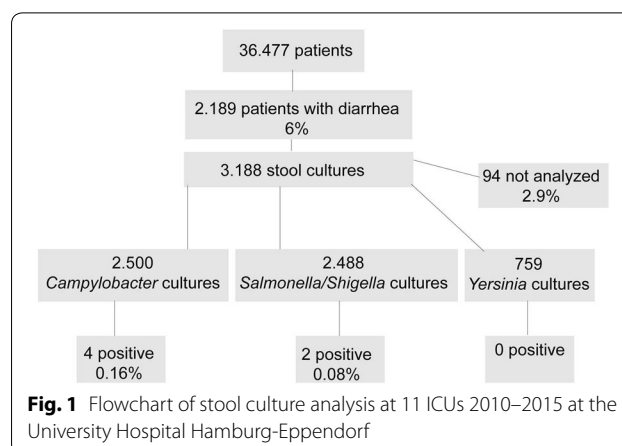 36.477 patients
2.189 patients with diarrhea
6%
3.188 stool cultures
94 not analyzed
2.9%
2.500
Campylobacter cultures
2.488
Salmonella/Shigella cultures
759
Yersinia cultures
4 positive
0.16%
2 positive
0.08%
0 positive
Fig. 1 Flowchart of stool culture analysis at 11 ICUs 2010–2015 at the
University Hospital Hamburg-Eppendorf